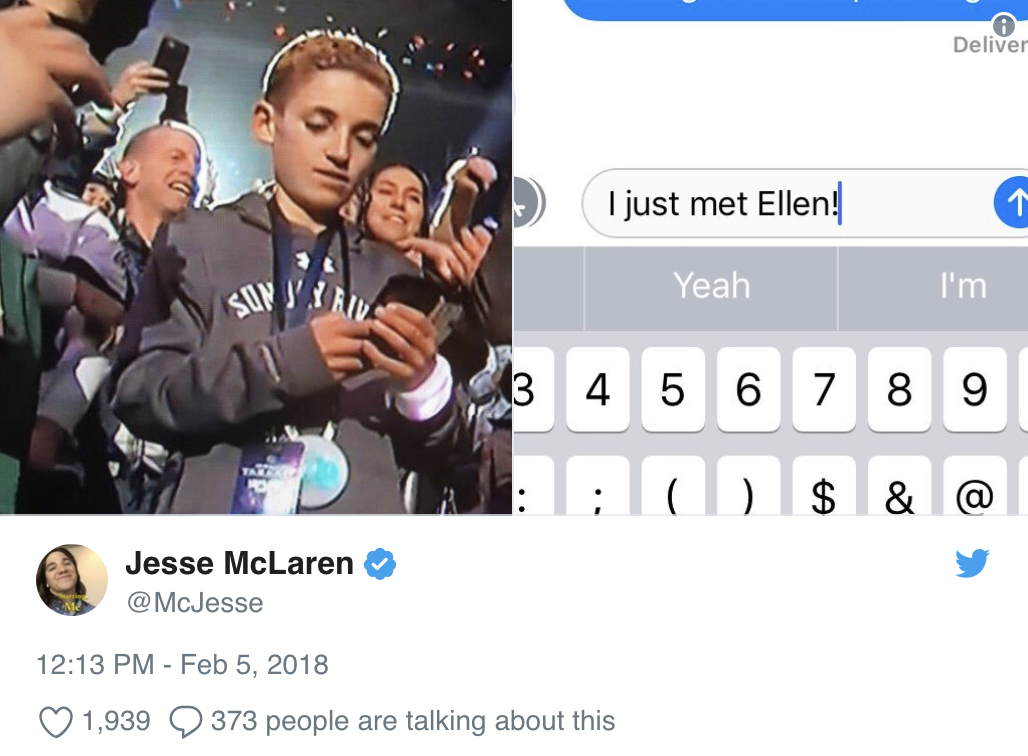 SUN
Deliver
I just met Ellen!
Yeah
I'm
3 4 5 6 7 8 9
: ; ( ) $ & @
Jesse McLaren
@McJesse
12:13 PM - Feb 5, 2018
1,939
373 people are talking about this